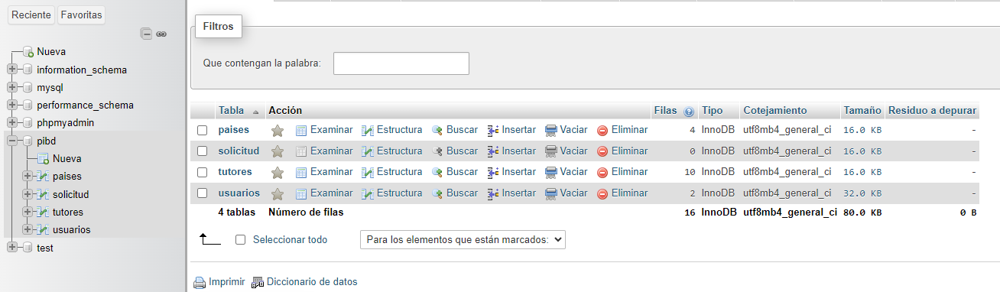 Reciente Favoritas
Nueva
information_schema
mysql
performance_schema
phpmyadmin
pibd
Nueva
paises
solicitud
tutores
usuarios
test
Filtros
Que contengan la palabra:
Tabla Acción Filas Tipo Cotejamiento Tamaño Residuo a depurar
paises Examinar Estructura Buscar Insertar Vaciar Eliminar 4 InnoDB utf8mb4_general_ci 16.0 KB -
solicitud Examinar Estructura Buscar Insertar Vaciar Eliminar 0 InnoDB utf8mb4_general_ci 16.0 KB -
tutores Examinar Estructura Buscar Insertar Vaciar Eliminar 10 InnoDB utf8mb4_general_ci 16.0 KB -
usuarios Examinar Estructura Buscar Insertar Vaciar Eliminar 2 InnoDB utf8mb4_general_ci 32.0 KB -
4 tablas Número de filas 16 InnoDB utf8mb4_general_ci 80.0 KB 0 B
Seleccionar todo Para los elementos que están marcados:
Imprimir Diccionario de datos